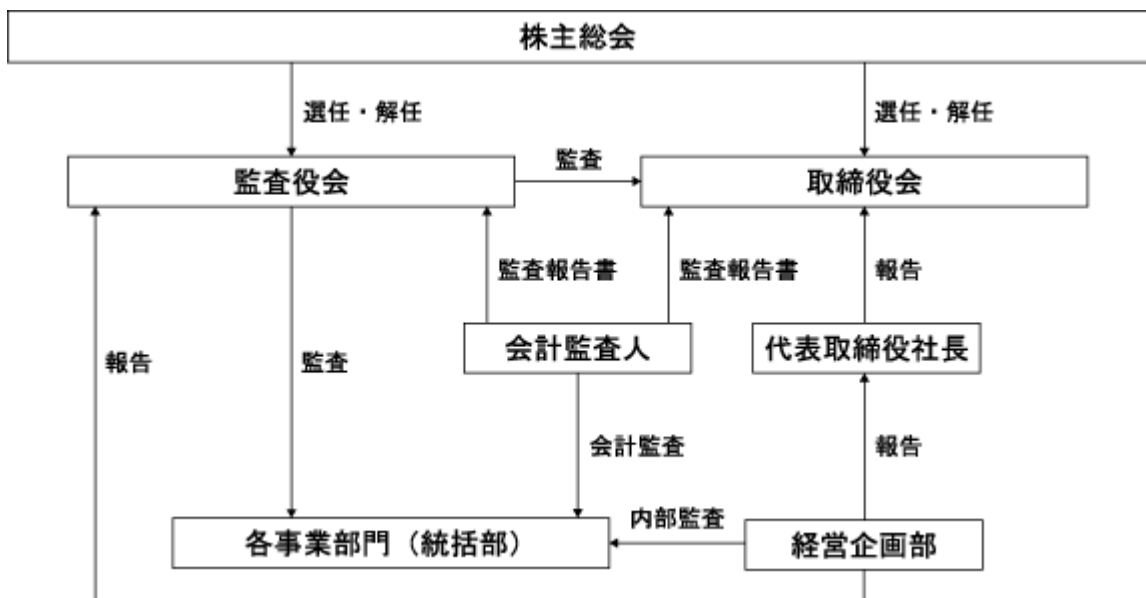 株主総会
選任・解任
選任・解任
監査役会
監査
取締役会
監査報告書
監査報告書
報告
会計監査人
代表取締役社長
報告
監査
会計監査
報告
内部監査
各事業部門（統括部）
経営企画部